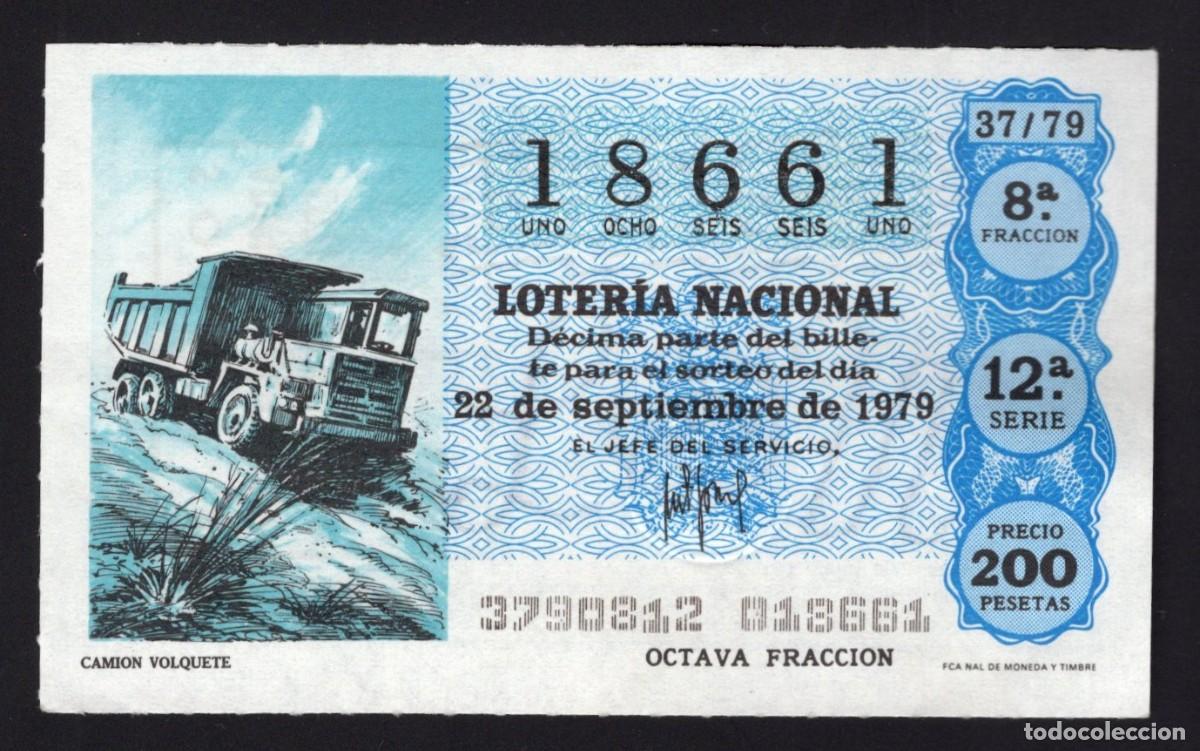 18661
UNO OCHO SEIS SEIS UNO
LOTERÍA NACIONAL
Décima parte del bille-
te para el sorteo del día
22 de septiembre de 1979
EL JEFE DEL SERVICIO,
37/79
8ª.
FRACCION
12ª.
SERIE
PRECIO
200
PESETAS
3790812 018661
OCTAVA FRACCION
CAMION VOLQUETE
FCA NAL DE MONEDA Y TIMBRE
todocoleccion